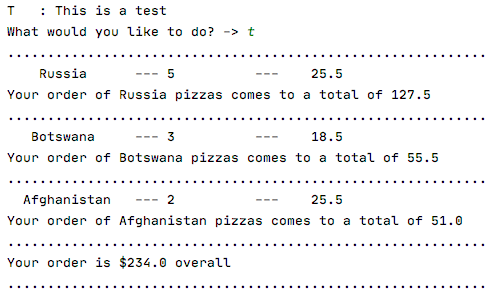 T   : This is a test
What would you like to do? -> t
............................................................
    Russia      --- 5          ---    25.5
Your order of Russia pizzas comes to a total of 127.5
............................................................
   Botswana     --- 3          ---    18.5
Your order of Botswana pizzas comes to a total of 55.5
............................................................
  Afghanistan   --- 2          ---    25.5
Your order of Afghanistan pizzas comes to a total of 51.0
............................................................
Your order is $234.0 overall
............................................................